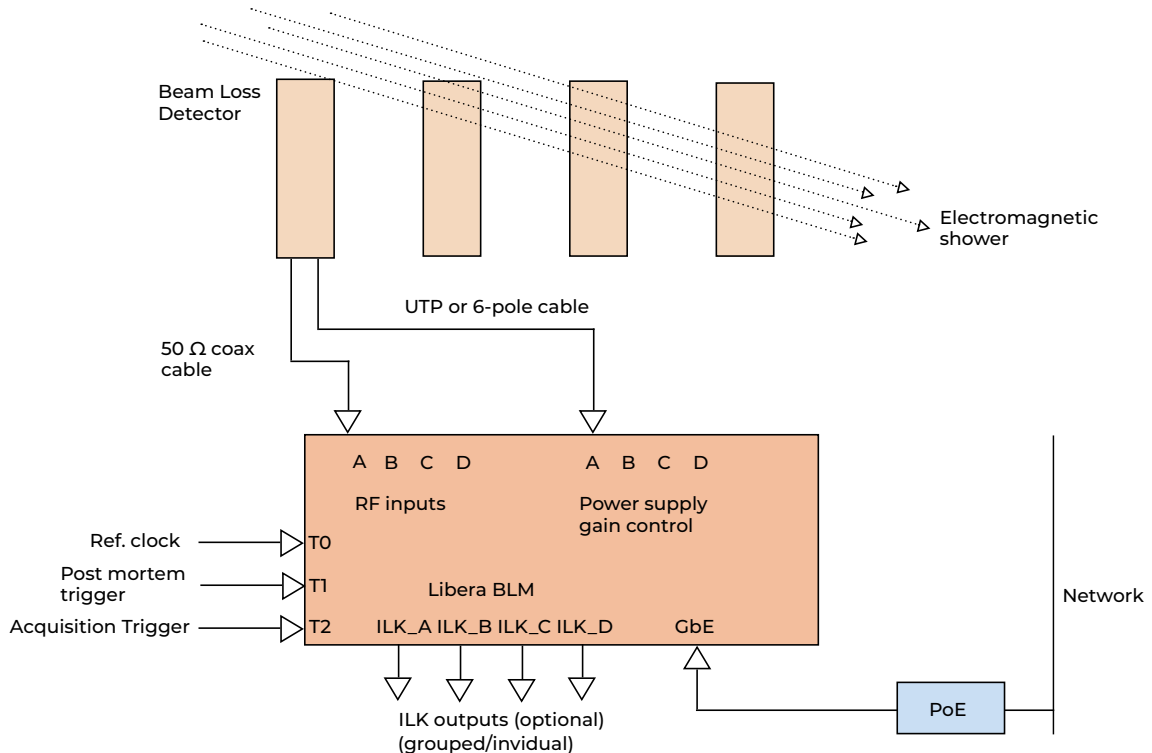 Beam Loss
Detector
Electromagnetic
shower
UTP or 6-pole cable
50 Ω coax
cable
A B C D
A B C D
RF inputs
Power supply
gain control
Ref. clock
T0
Post mortem
trigger
T1
Libera BLM
Network
Acquisition Trigger
T2
ILK_A ILK_B ILK_C ILK_D
GbE
PoE
ILK outputs (optional)
(grouped/invidual)